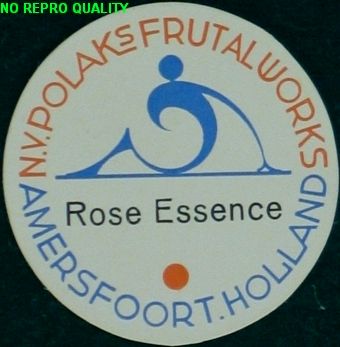 NO REPRO QUALITY
N.V. POLAKS FRUTAL WORKS
Rose Essence
AMERSFOORT. HOLLAND